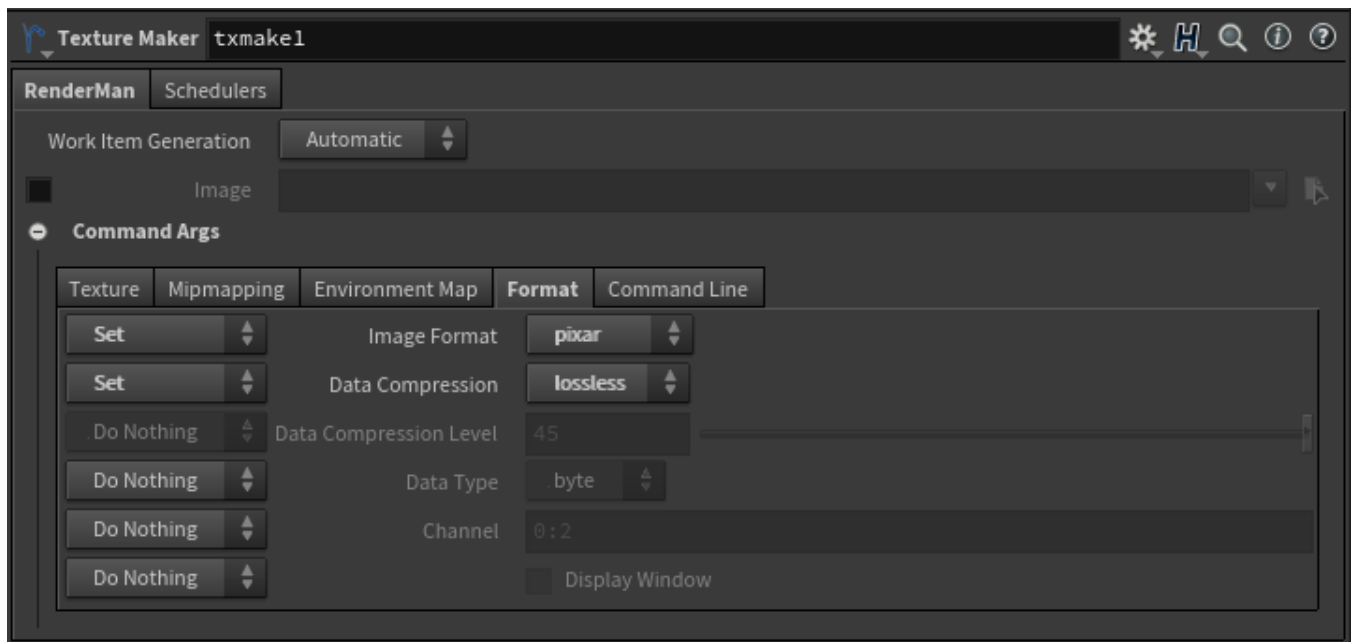 Texture Maker txmake1
RenderMan Schedulers
Work Item Generation Automatic
Image
Command Args
Texture Mipmapping Environment Map Format Command Line
Set Image Format pixar
Set Data Compression lossless
Do Nothing Data Compression Level 45
Do Nothing Data Type byte
Do Nothing Channel 0:2
Do Nothing Display Window